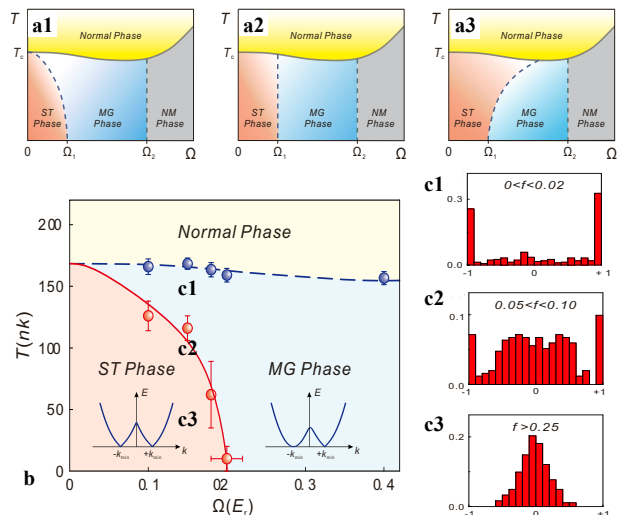 a1
T
Normal Phase
Tc
ST
Phase
MG
Phase
NM
Phase
0
Ω1
Ω2
Ω
a2
T
Normal Phase
Tc
ST
Phase
MG
Phase
NM
Phase
0
Ω1
Ω2
Ω
a3
T
Normal Phase
Tc
ST
Phase
MG
Phase
NM
Phase
0
Ω1
Ω2
Ω
b
T(nk)
200
150
100
50
0
Normal Phase
c1
c2
c3
ST Phase
MG Phase
E
-kmin
+kmin
k
E
-kmin
+kmin
k
0.1
0.2
0.3
0.4
Ω(Er)
c1
0<f<0.02
0.3
0.0
-1
0
+1
c2
0.05<f<0.10
0.1
0.0
-1
0
+1
c3
f>0.25
0.2
0.0
-1
0
+1